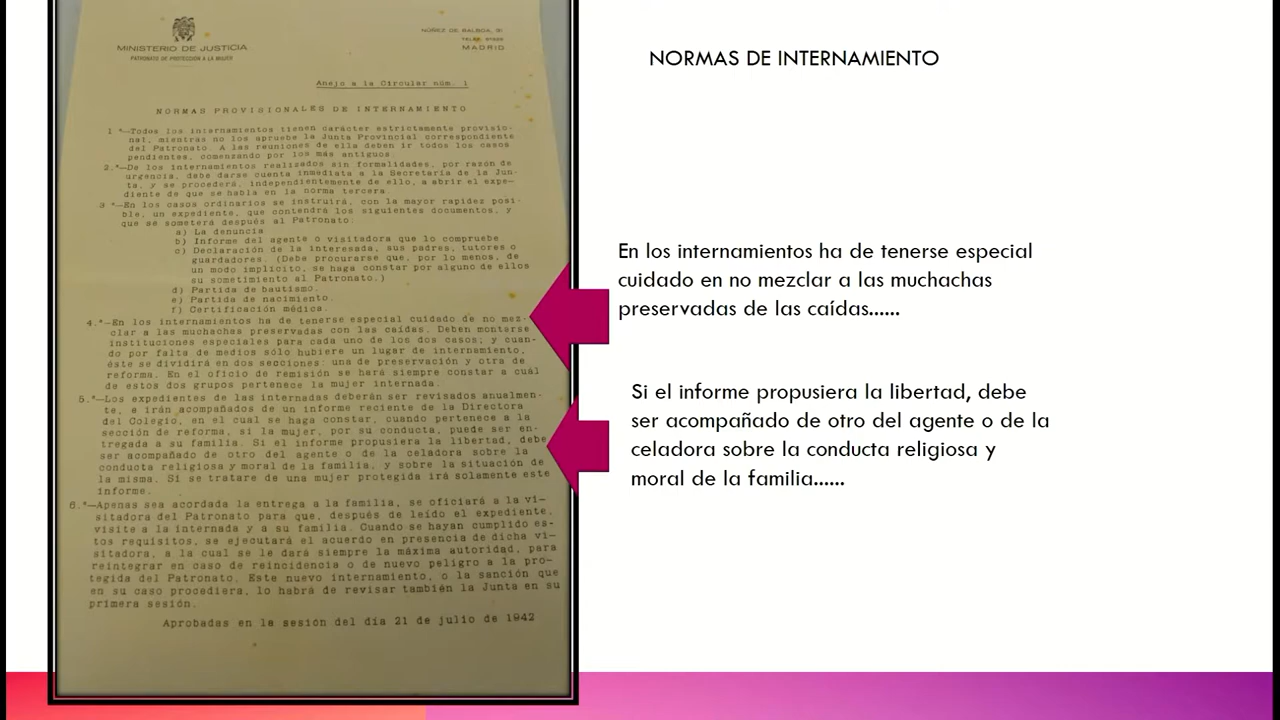 MINISTERIO DE JUSTICIA
PATRONATO DE PROTECCIÓN A LA MUJER
NÚÑEZ DE BALBOA, 31
TELEF.
MADRID
Anejo a la Circular núm. 1
NORMAS PROVISIONALES DE INTERNAMIENTO
1.ª—Todos los internamientos tienen carácter estrictamente provisio-
nal, mientras no los apruebe la Junta Provincial correspondiente
del Patronato. A las reuniones de ella deben ir todos los casos
pendientes, comenzando por los más antiguos.
2.ª—De los internamientos realizados sin formalidades, por razón de
urgencia, debe darse cuenta inmediata a la Secretaría de la Jun-
ta, y se procederá, independientemente de ello, a abrir el expe-
diente de que se habla en la norma tercera.
3.ª—En los casos ordinarios se instruirá, con la mayor rapidez posi-
ble, un expediente, que contendrá los siguientes documentos, y
que se someterá después al Patronato:
a) La denuncia
b) Informe del agente o visitadora que lo compruebe
c) Declaración de la interesada, sus padres, tutores o
guardadores. (Debe procurarse que, por lo menos, de
un modo implícito, se haga constar por alguno de ellos
su sometimiento al Patronato.)
d) Partida de bautismo.
e) Partida de nacimiento.
f) Certificación médica.
4.ª—En los internamientos ha de tenerse especial cuidado de no mez-
clar a las muchachas preservadas con las caídas. Deben montarse
instituciones especiales para cada uno de los dos casos; y cuan-
do por falta de medios sólo hubiere un lugar de internamiento,
éste se dividirá en dos secciones: una de preservación y otra de
reforma. En el oficio de remisión se hará siempre constar a cuál
de estos dos grupos pertenece la mujer internada.
5.ª—Los expedientes de las internadas deberán ser revisados anualmen-
te, e irán acompañados de un informe reciente de la Directora
del Colegio, en el cual se haga constar, cuando pertenece a la
sección de reforma, si la mujer, por su conducta, puede ser en-
tregada a su familia. Si el informe propusiera la libertad, debe
ser acompañado de otro del agente o de la celadora sobre la
conducta religiosa y moral de la familia, y sobre la situación de
la misma. Si se tratare de una mujer protegida irá solamente este
informe.
6.ª—Apenas sea acordada la entrega a la familia, se oficiará a la vi-
sitadora del Patronato para que, después de leído el expediente,
visite a la internada y a su familia. Cuando se hayan cumplido es-
tos requisitos, se ejecutará el acuerdo en presencia de dicha vi-
sitadora, a la cual se le dará siempre la máxima autoridad, para
reintegrar en caso de reincidencia o de nuevo peligro a la pro-
tegida del Patronato. Este nuevo internamiento, o la sanción que
en su caso procediera, lo habrá de revisar también la Junta en su
primera sesión.
Aprobadas en la sesión del día 21 de julio de 1942
NORMAS DE INTERNAMIENTO
En los internamientos ha de tenerse especial
cuidado en no mezclar a las muchachas
preservadas de las caídas......
Si el informe propusiera la libertad, debe
ser acompañado de otro del agente o de la
celadora sobre la conducta religiosa y
moral de la familia......